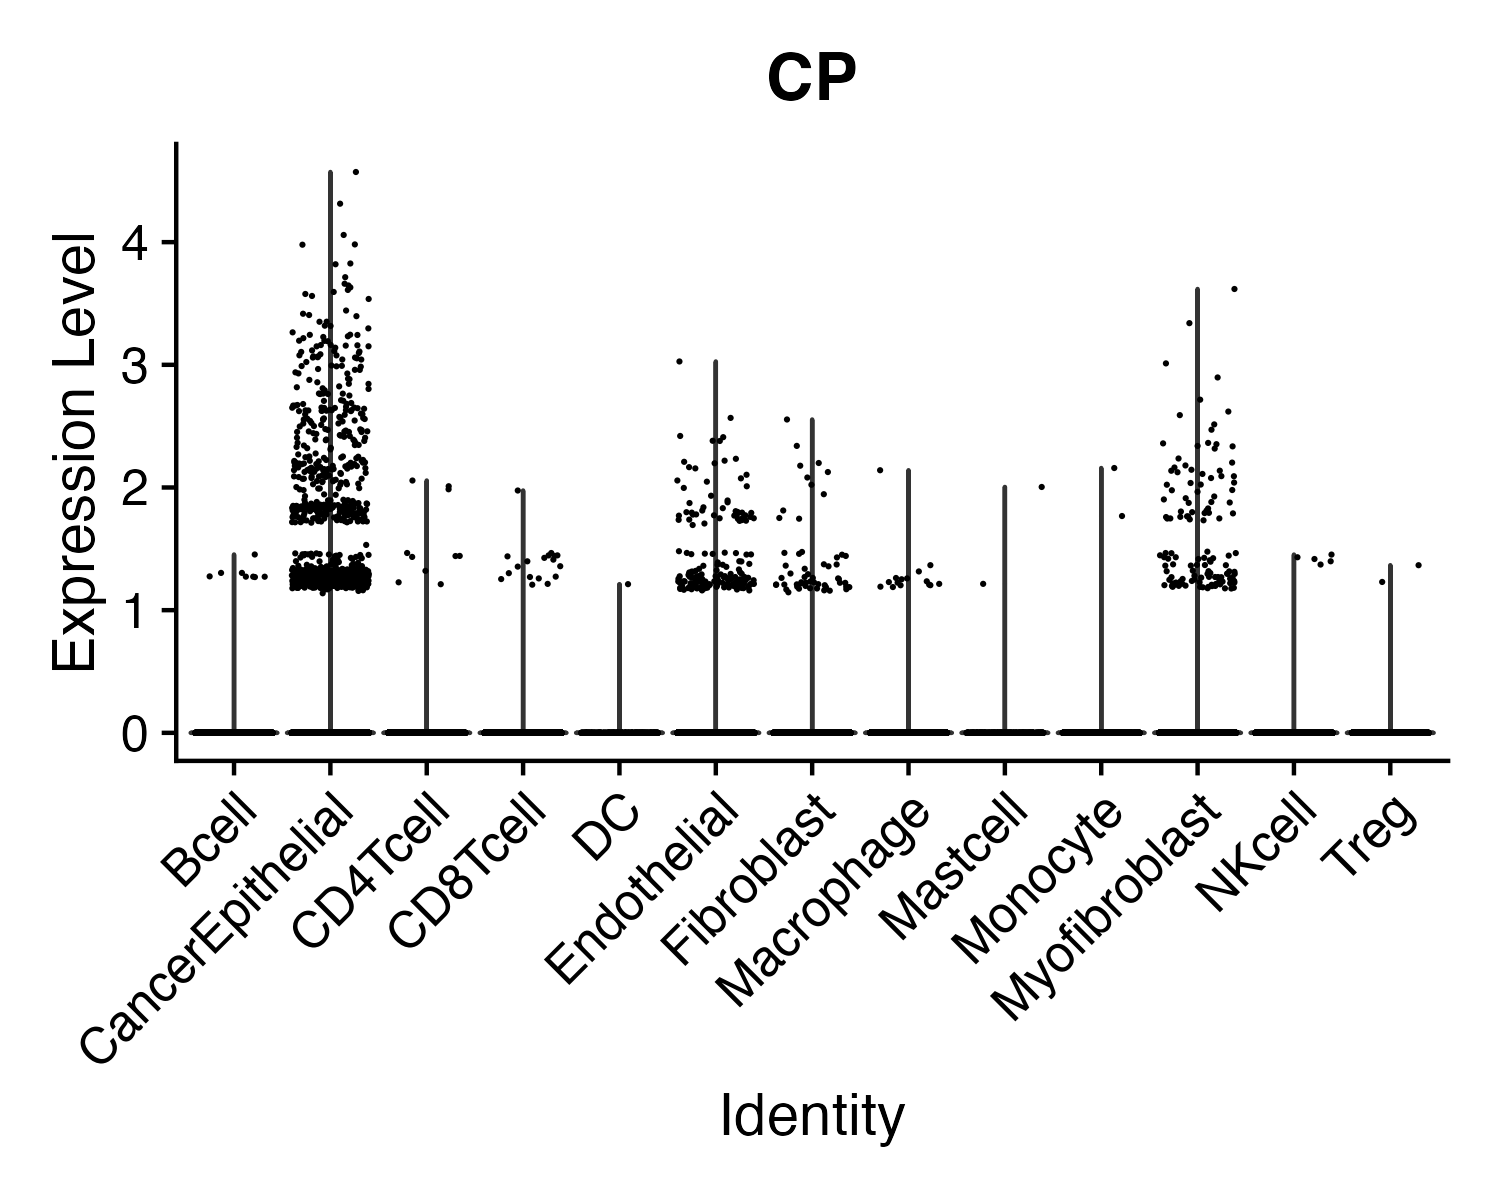 CP
Expression Level
4
3
2
1
0
Bcell
CancerEpithelial
CD4Tcell
CD8Tcell
DC
Endothelial
Fibroblast
Macrophage
Mastcell
Monocyte
Myofibroblast
NKcell
Treg
Identity